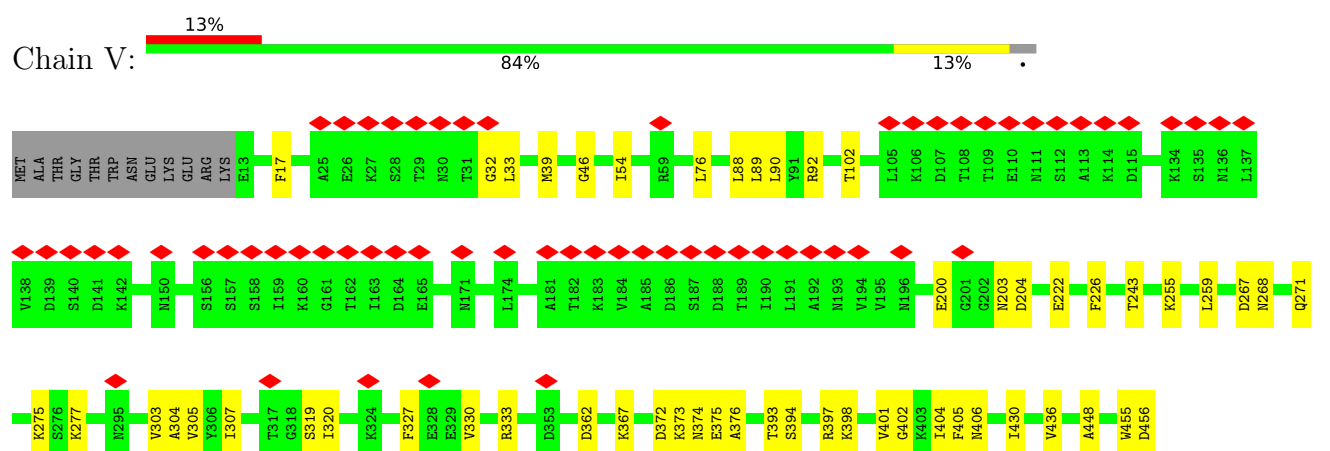 13%
Chain V:
84% 13% •
MET ALA THR GLY THR TRP ASN GLU LYS GLU ARG LYS E13 F17 A25 E26 K27 S28 T29 N30 T31 G32 L33 M39 G46 I54 R59 L76 L88 L89 L90 Y91 R92 T102 L105 K106 D107 T108 T109 E110 N111 S112 A113 K114 D115 K134 S135 N136 L137
V138 D139 S140 D141 K142 N150 S156 S157 S158 I159 K160 G161 T162 I163 D164 E165 N171 L174 A181 T182 K183 V184 A185 D186 S187 D188 T189 I190 L191 A192 N193 V194 V195 N196 E200 G201 G202 N203 D204 E222 F226 T243 K255 L259 D267 N268 Q271
K275 S276 K277 N295 V303 A304 V305 Y306 I307 T317 G318 S319 I320 K324 F327 E328 E329 V330 R333 D353 D362 K367 D372 K373 N374 E375 A376 T393 S394 R397 K398 V401 G402 K403 I404 F405 N406 I430 V436 A448 W455 D456